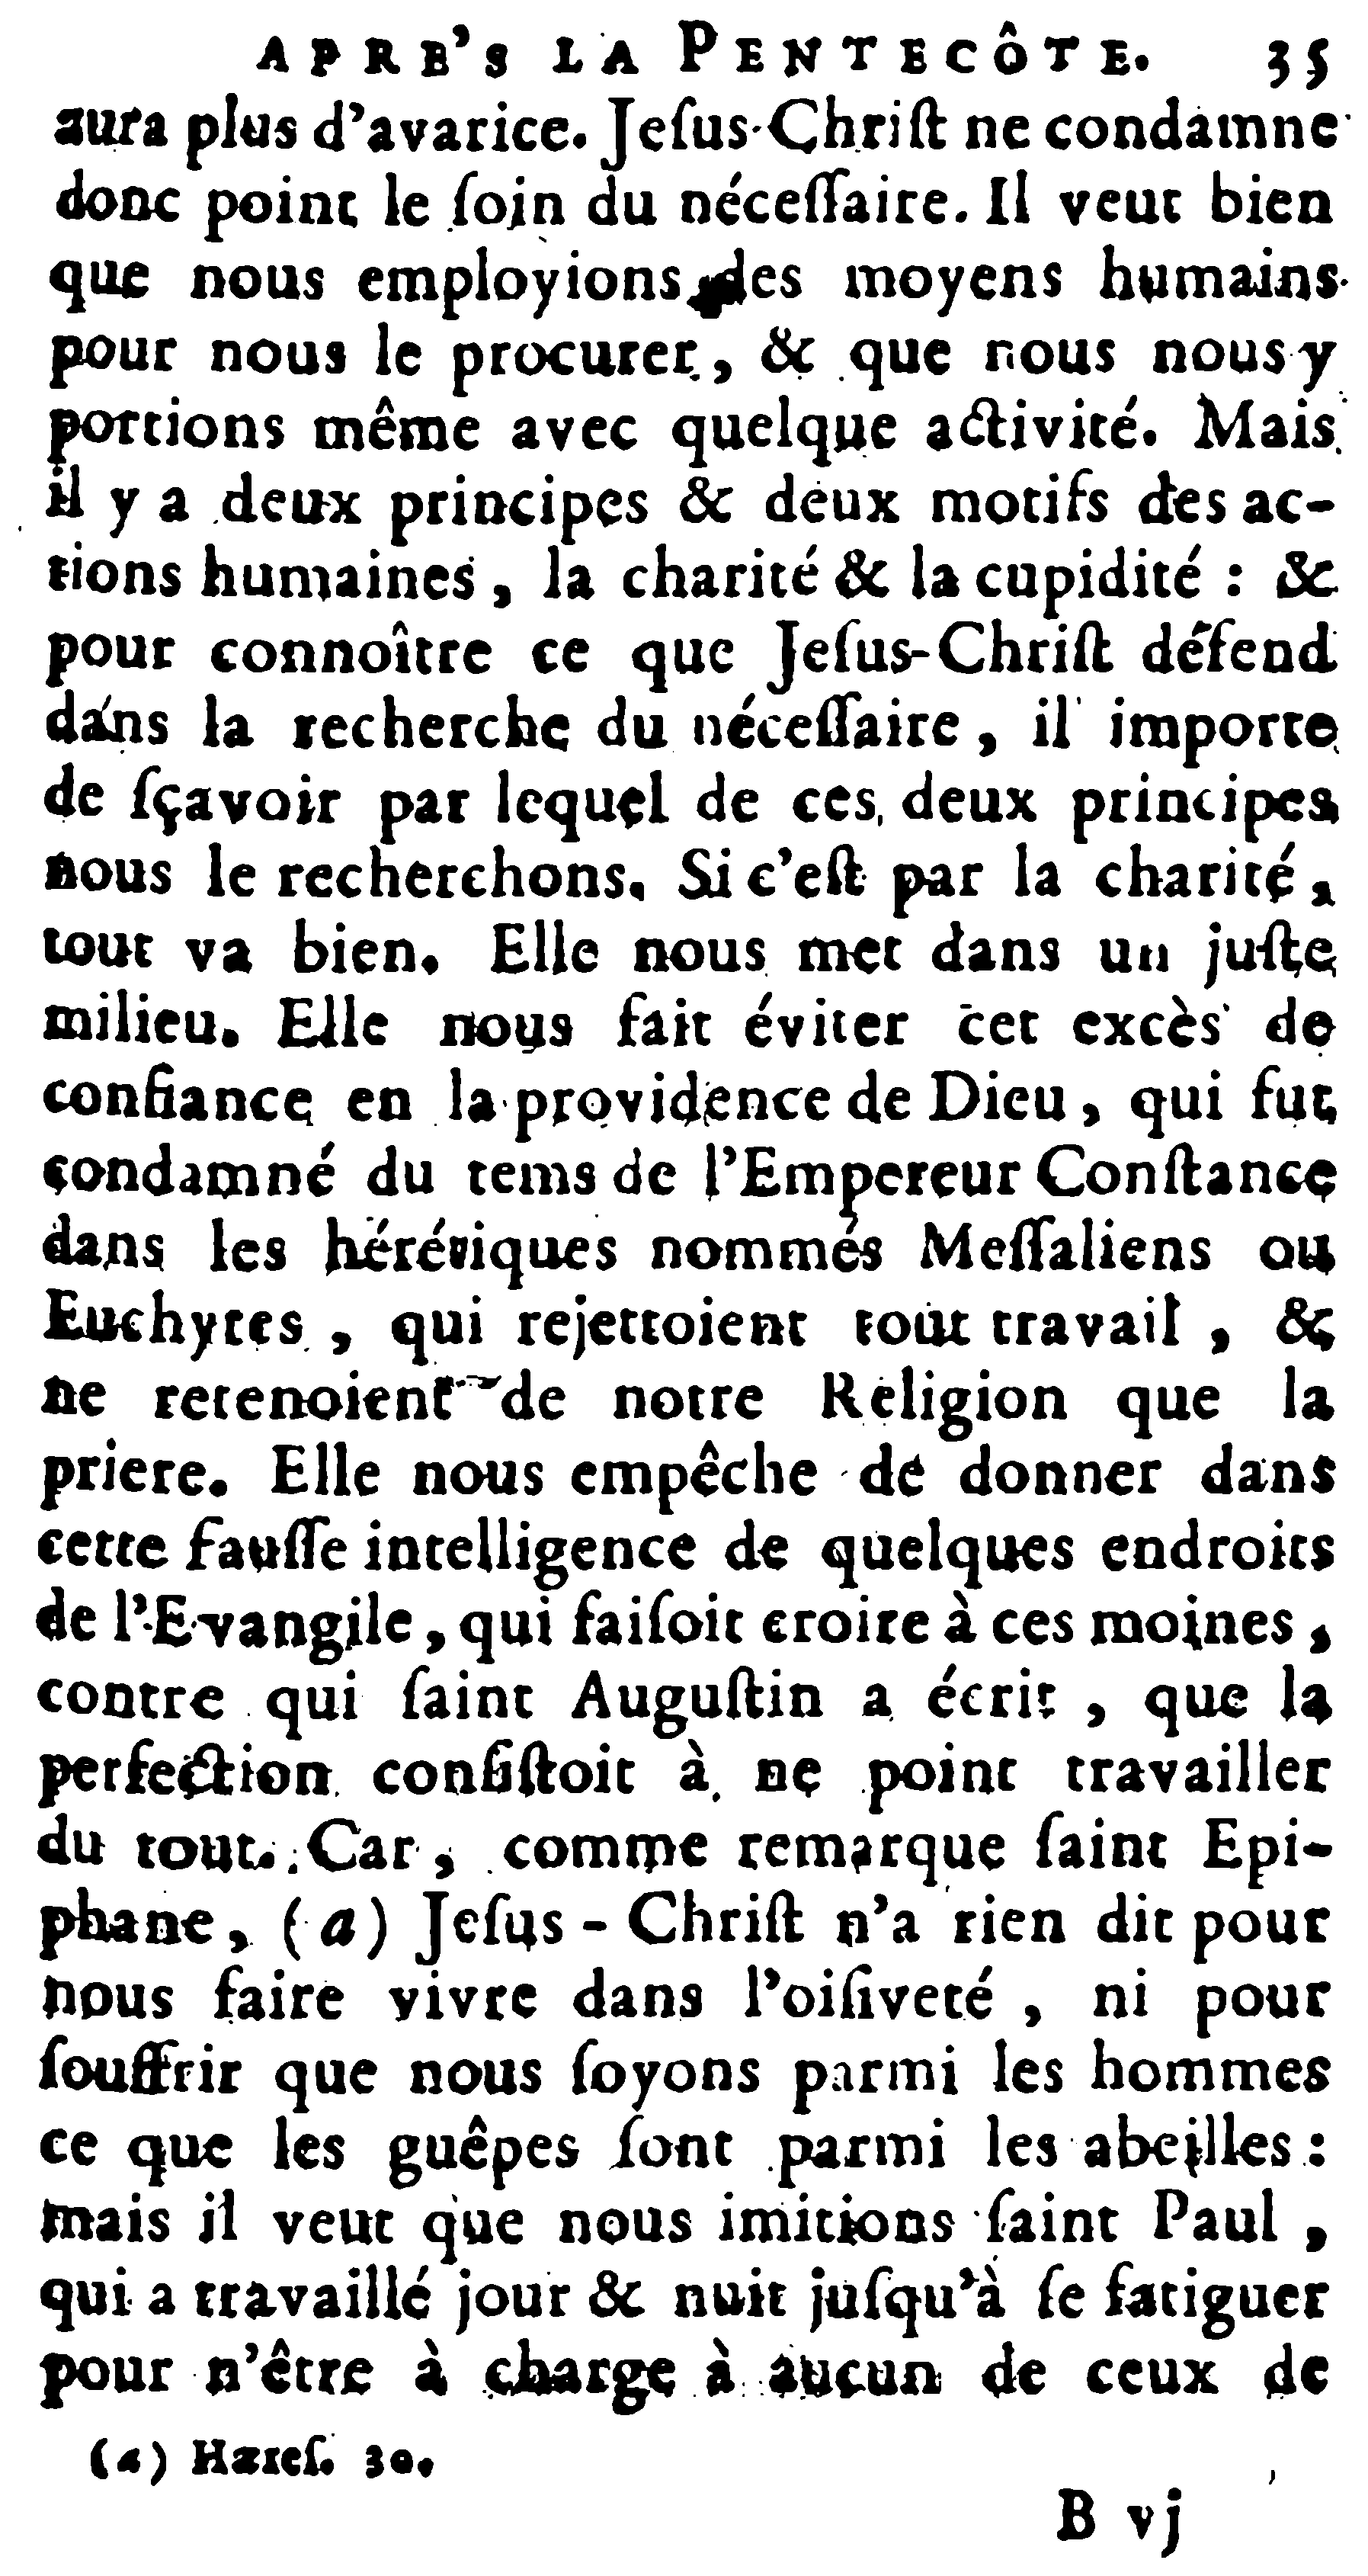 APRE's LA PENTECÔTE. 35
aura plus d'avarice. Jeſus-Chriſt ne condamne
donc point le ſoin du néceſſaire. Il veut bien
que nous employions des moyens humains
pour nous le procurer, & que nous nous y
portions même avec quelque activité. Mais
il y a deux principes & deux motifs des ac-
tions humaines, la charité & la cupidité : &
pour connoître ce que Jeſus-Chriſt défend
dans la recherche du néceſſaire, il importe
de ſçavoir par lequel de ces deux principes
nous le recherchons. Si c'eſt par la charité,
tout va bien. Elle nous met dans un juſte
milieu. Elle nous fait éviter cet excès de
confiance en la providence de Dieu, qui fut
condamné du tems de l'Empereur Conſtance
dans les hérétiques nommés Meſſaliens ou
Euchytes, qui rejettoient tout travail, &
ne retenoient de notre Religion que la
priere. Elle nous empêche de donner dans
cette fauſſe intelligence de quelques endroits
de l'Evangile, qui faiſoit croire à ces moines,
contre qui ſaint Auguſtin a écrit, que la
perfection conſiſtoit à ne point travailler
du tout. Car, comme remarque ſaint Epi-
phane, (a) Jeſus-Chriſt n'a rien dit pour
nous faire vivre dans l'oiſiveté, ni pour
ſouffrir que nous ſoyons parmi les hommes
ce que les guêpes ſont parmi les abeilles :
mais il veut que nous imitions ſaint Paul,
qui a travaillé jour & nuit juſqu'à ſe fatiguer
pour n'être à charge à aucun de ceux de
(a) Hæreſ. 30.
B vj